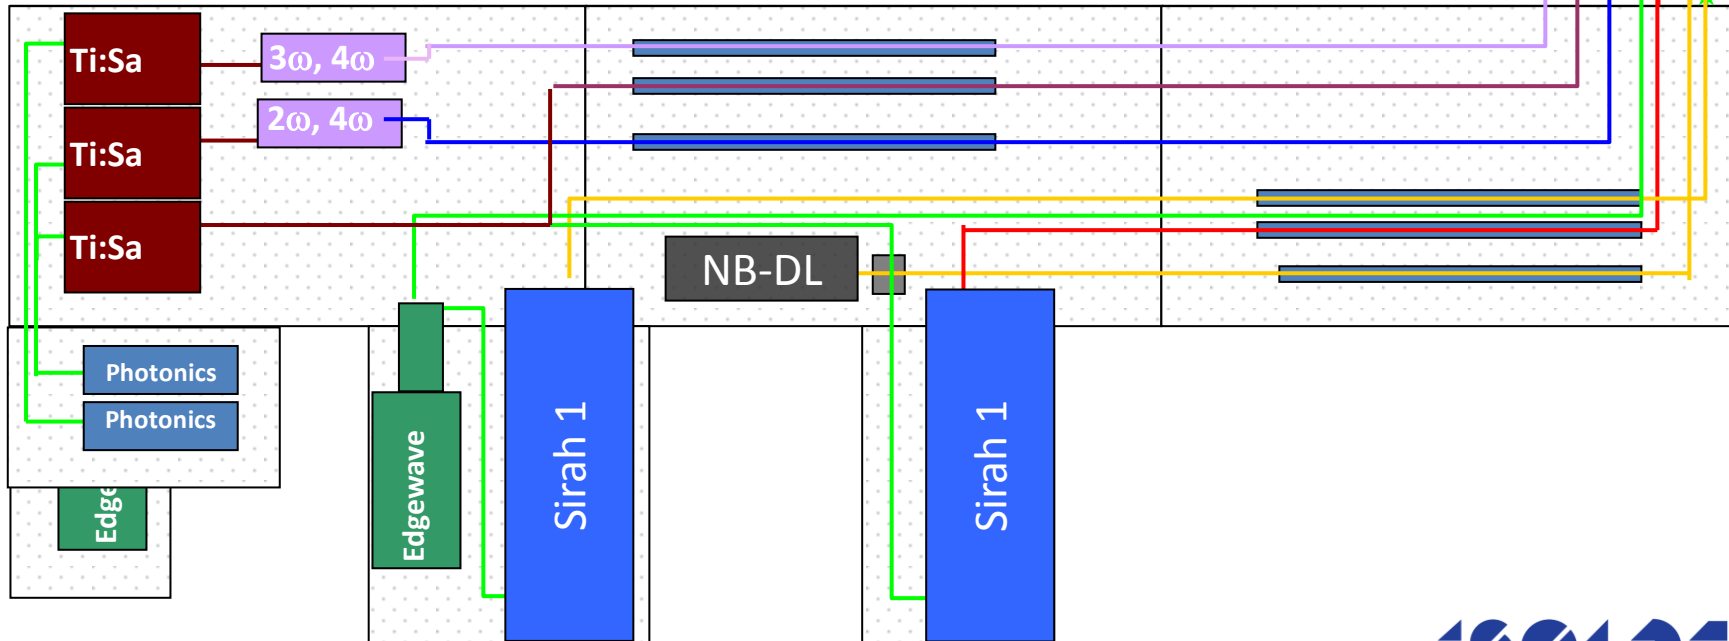 Ti:Sa
3ω, 4ω
2ω, 4ω
Ti:Sa
Ti:Sa
NB-DL
Photonics
Photonics
Edgewave
Sirah 1
Sirah 1